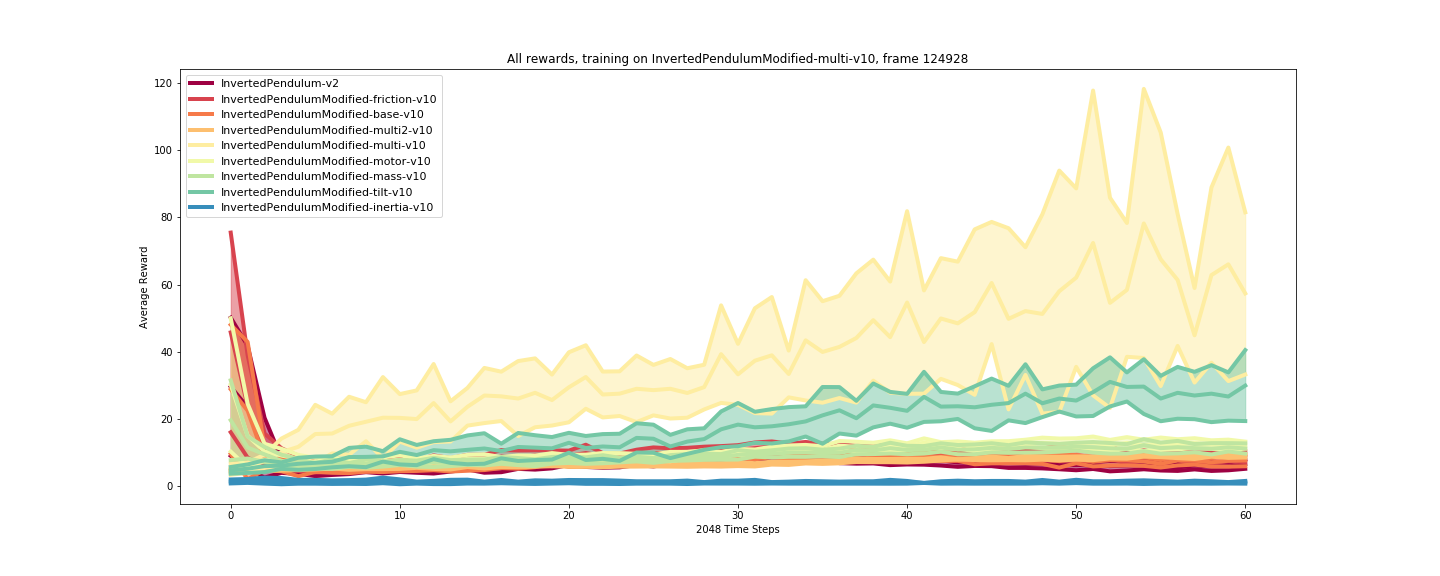 All rewards, training on InvertedPendulumModified-multi-v10, frame 124928
InvertedPendulum-v2
InvertedPendulumModified-friction-v10
InvertedPendulumModified-base-v10
InvertedPendulumModified-multi2-v10
InvertedPendulumModified-multi-v10
InvertedPendulumModified-motor-v10
InvertedPendulumModified-mass-v10
InvertedPendulumModified-tilt-v10
InvertedPendulumModified-inertia-v10
Average Reward
120
100
80
60
40
20
0
0 10 20 30 40 50 60
2048 Time Steps